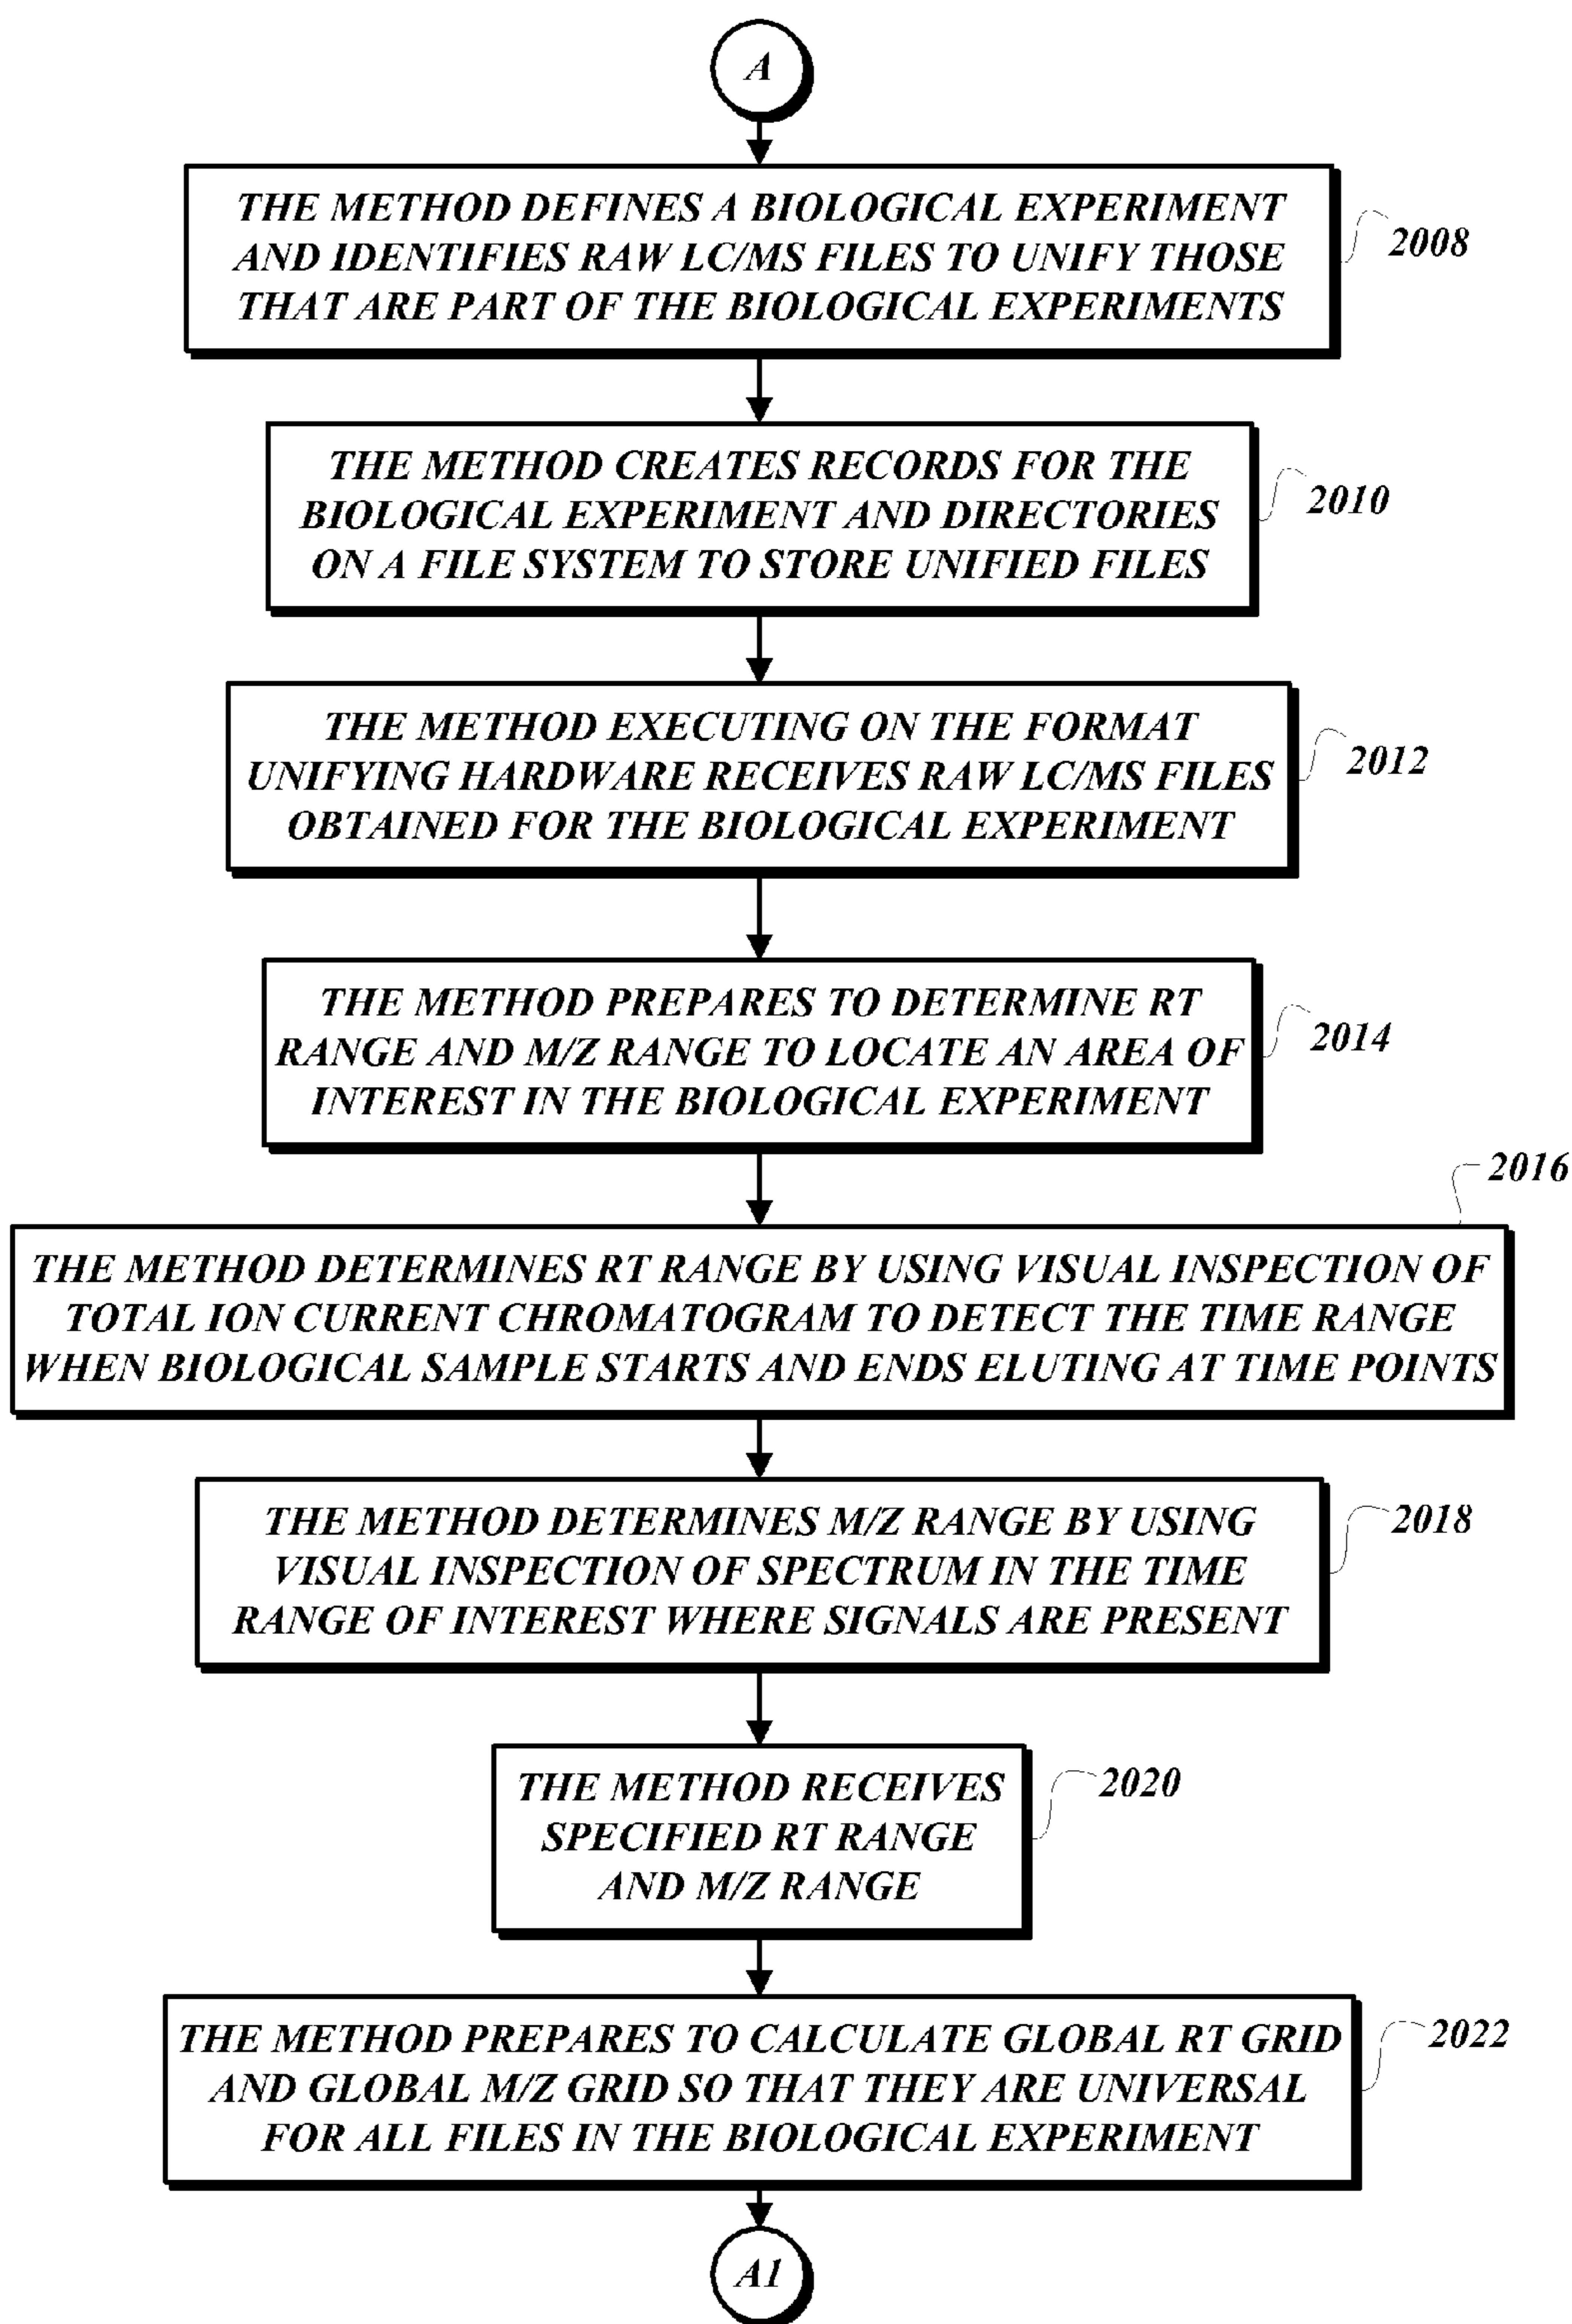 A
THE METHOD DEFINES A BIOLOGICAL EXPERIMENT
AND IDENTIFIES RAW LC/MS FILES TO UNIFY THOSE
THAT ARE PART OF THE BIOLOGICAL EXPERIMENTS
2008
THE METHOD CREATES RECORDS FOR THE
BIOLOGICAL EXPERIMENT AND DIRECTORIES
ON A FILE SYSTEM TO STORE UNIFIED FILES
2010
THE METHOD EXECUTING ON THE FORMAT
UNIFYING HARDWARE RECEIVES RAW LC/MS FILES
OBTAINED FOR THE BIOLOGICAL EXPERIMENT
2012
THE METHOD PREPARES TO DETERMINE RT
RANGE AND M/Z RANGE TO LOCATE AN AREA OF
INTEREST IN THE BIOLOGICAL EXPERIMENT
2014
2016
THE METHOD DETERMINES RT RANGE BY USING VISUAL INSPECTION OF
TOTAL ION CURRENT CHROMATOGRAM TO DETECT THE TIME RANGE
WHEN BIOLOGICAL SAMPLE STARTS AND ENDS ELUTING AT TIME POINTS
THE METHOD DETERMINES M/Z RANGE BY USING
VISUAL INSPECTION OF SPECTRUM IN THE TIME
RANGE OF INTEREST WHERE SIGNALS ARE PRESENT
2018
THE METHOD RECEIVES
SPECIFIED RT RANGE
AND M/Z RANGE
2020
THE METHOD PREPARES TO CALCULATE GLOBAL RT GRID
AND GLOBAL M/Z GRID SO THAT THEY ARE UNIVERSAL
FOR ALL FILES IN THE BIOLOGICAL EXPERIMENT
2022
A1